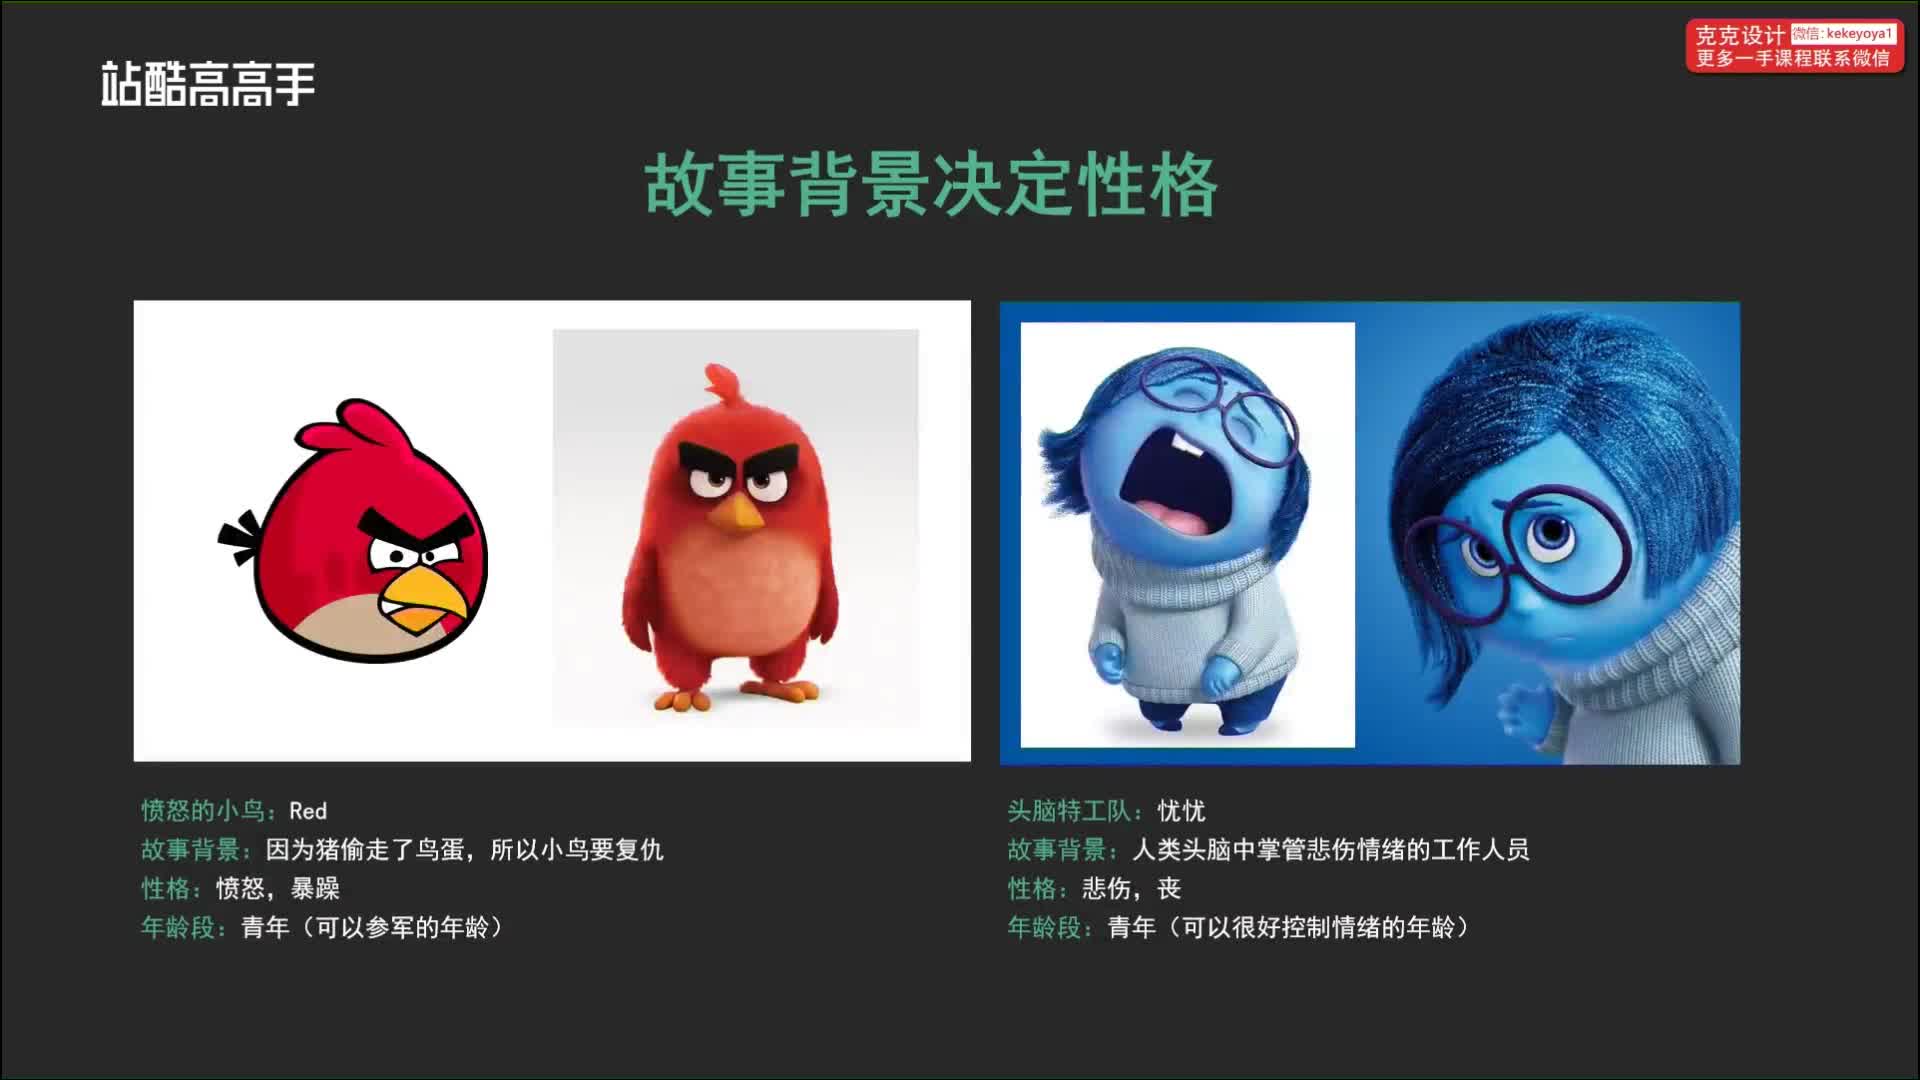 站酷高高手
克克设计 微信:kekeyoya1
更多一手课程联系微信
故事背景决定性格
愤怒的小鸟：Red
故事背景：因为猪偷走了鸟蛋，所以小鸟要复仇
性格：愤怒，暴躁
年龄段：青年（可以参军的年龄）
头脑特工队：忧忧
故事背景：人类头脑中掌管悲伤情绪的工作人员
性格：悲伤，丧
年龄段：青年（可以很好控制情绪的年龄）